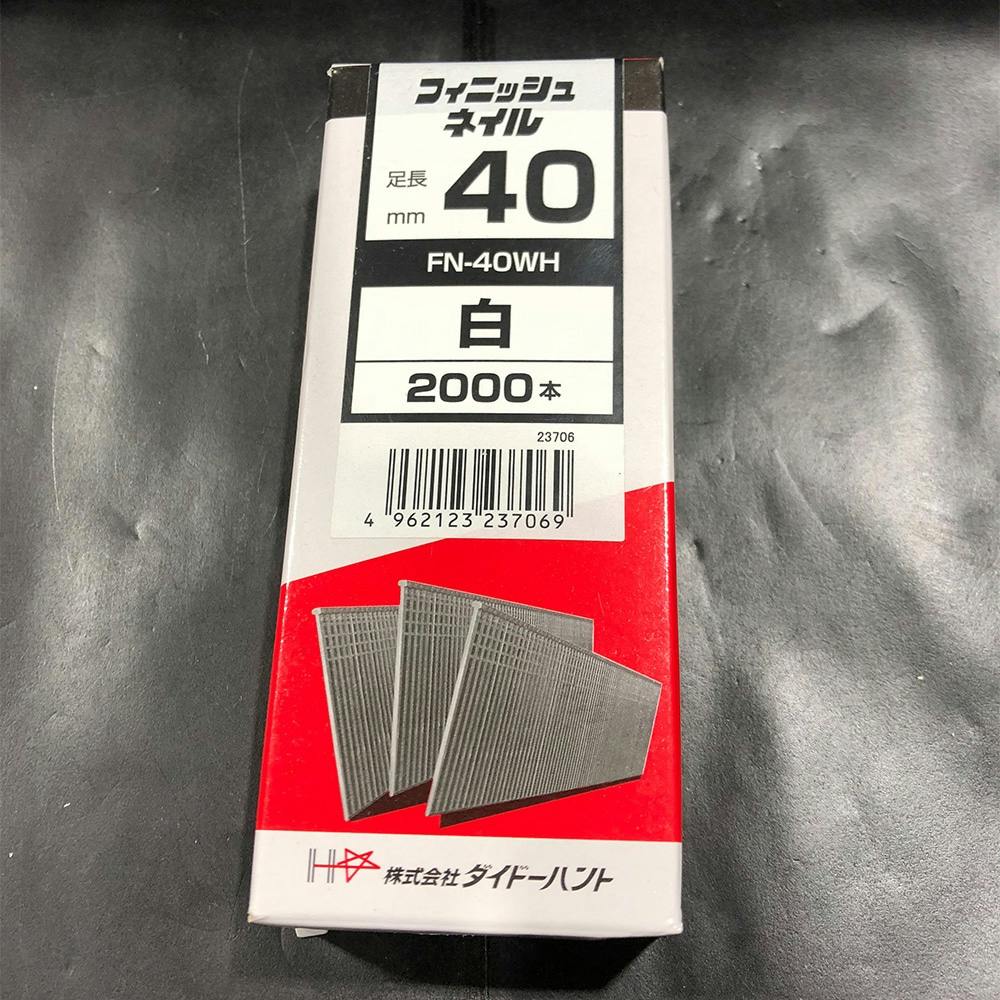 フィニッシュ
ネイル
足長
mm
40
FN-40WH
白
2000本
23706
4 962123 237069
株式会社ダイドーハント